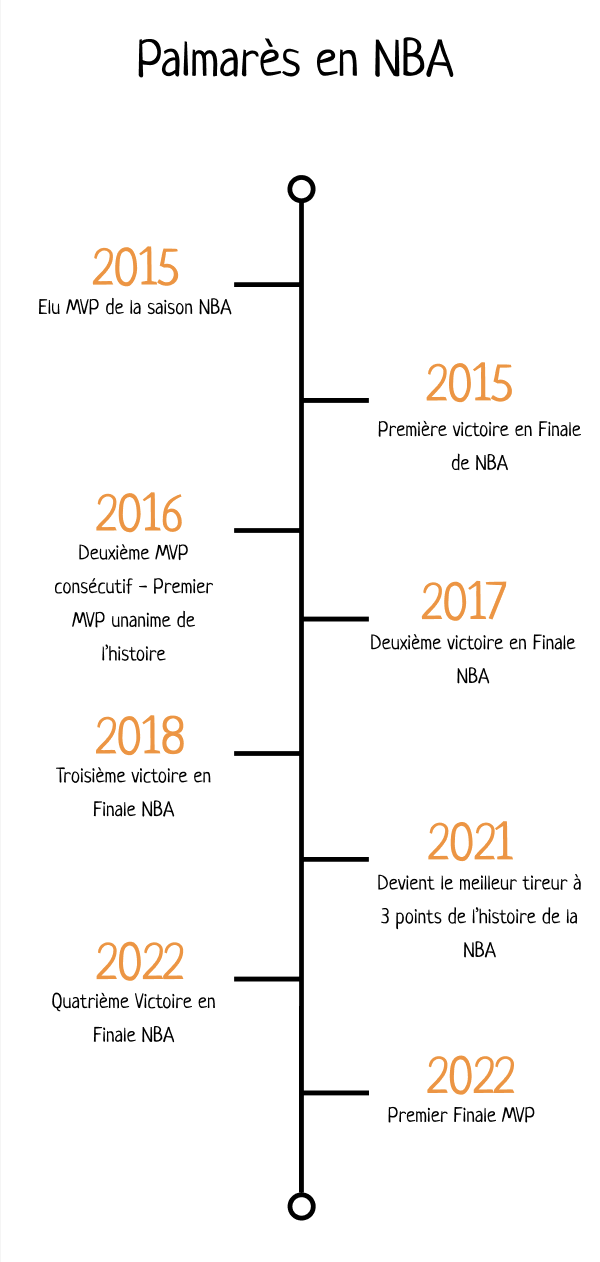 Palmarès en NBA
2015
Elu MVP de la saison NBA
2015
Première victoire en Finale
de NBA
2016
Deuxième MVP
consécutif - Premier
MVP unanime de
l'histoire
2017
Deuxième victoire en Finale
NBA
2018
Troisième victoire en
Finale NBA
2021
Devient le meilleur tireur à
3 points de l'histoire de la
NBA
2022
Quatrième Victoire en
Finale NBA
2022
Premier Finale MVP